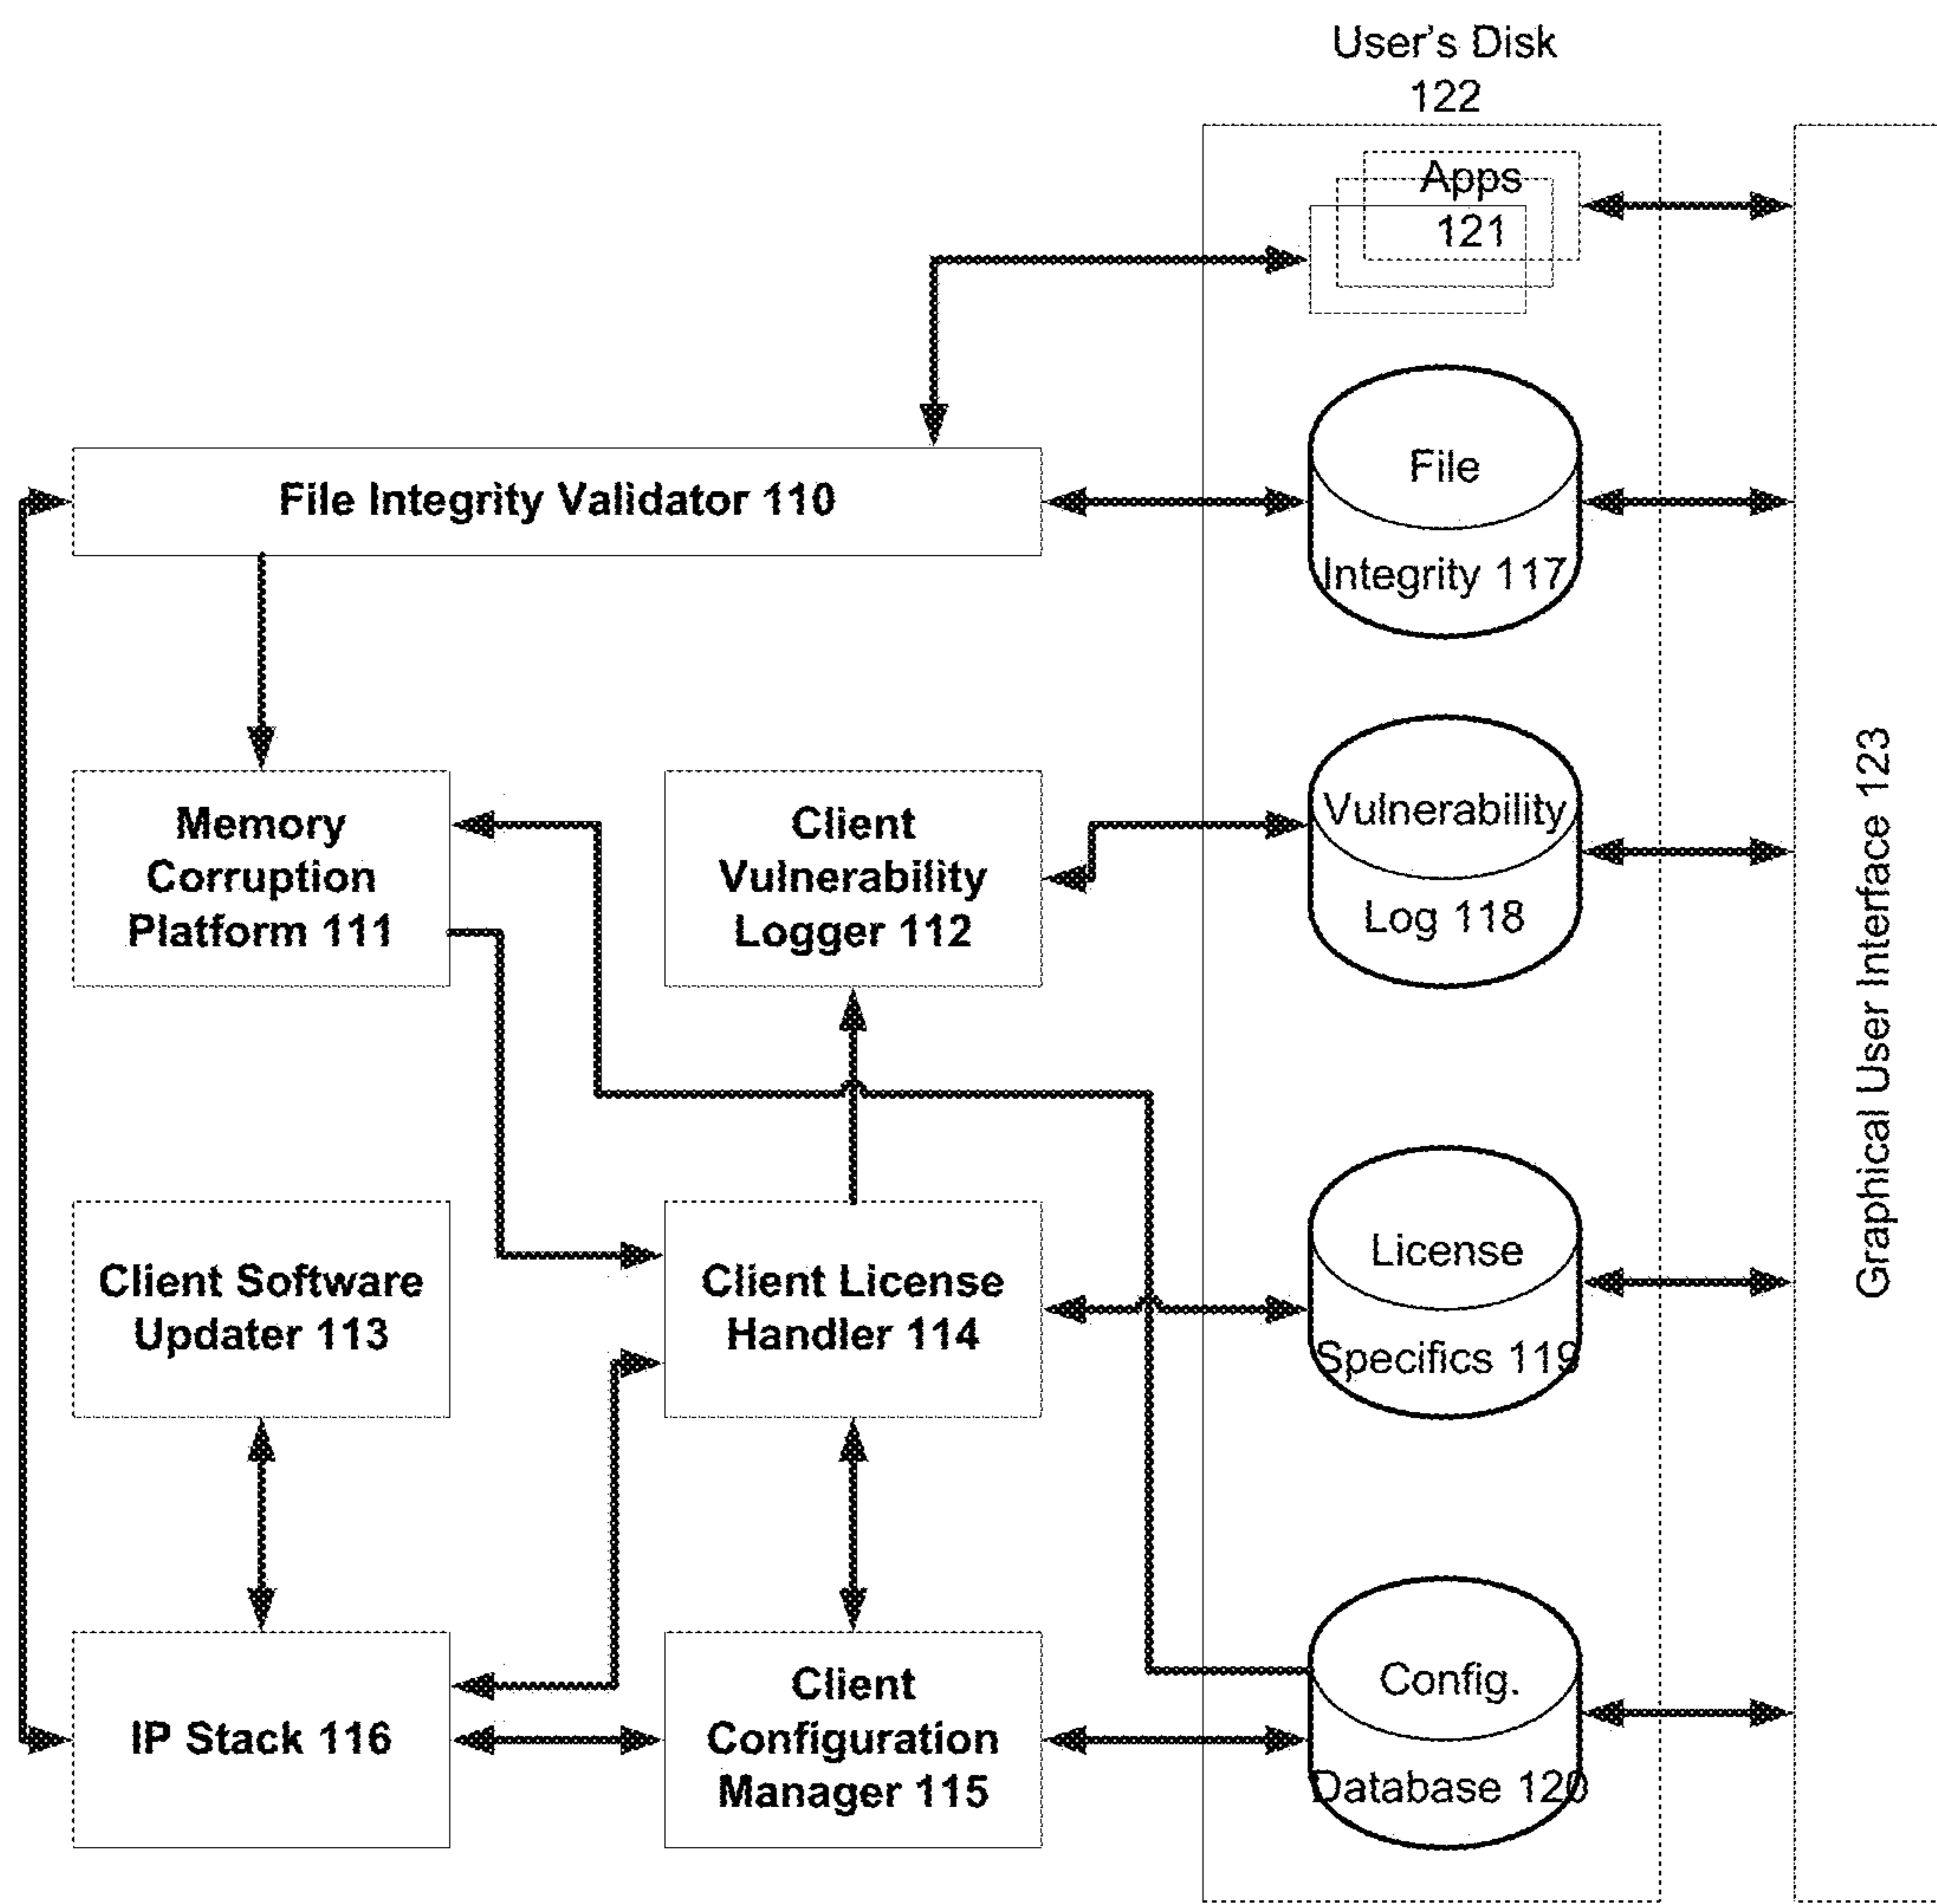 User's Disk
122
Apps
121
File Integrity Validator 110
File
Integrity 117
Memory
Corruption
Platform 111
Client
Vulnerability
Logger 112
Vulnerability
Log 118
Graphical User Interface 123
Client Software
Updater 113
Client License
Handler 114
License
Specifics 119
IP Stack 116
Client
Configuration
Manager 115
Config.
Database 120